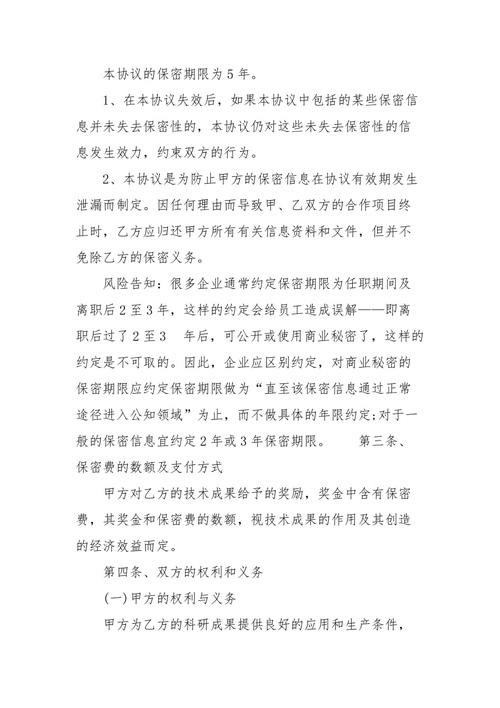 本协议的保密期限为5年。
1、在本协议失效后，如果本协议中包括的某些保密信
息并未失去保密性的，本协议仍对这些未失去保密性的信
息发生效力，约束双方的行为。
2、本协议是为防止甲方的保密信息在协议有效期发生
泄漏而制定。因任何理由而导致甲、乙双方的合作项目终
止时，乙方应归还甲方所有有关信息资料和文件，但并不
免除乙方的保密义务。
风险告知：很多企业通常约定保密期限为任职期间及
离职后2至3年，这样的约定会给员工造成误解——即离
职后过了2至3　年后，可公开或使用商业秘密了，这样的
约定是不可取的。因此，企业应区别约定，对商业秘密的
保密期限应约定保密期限做为“直至该保密信息通过正常
途径进入公知领域”为止，而不做具体的年限约定;对于一
般的保密信息宜约定2年或3年保密期限。　　第三条、
保密费的数额及支付方式
甲方对乙方的技术成果给予的奖励，奖金中含有保密
费，其奖金和保密费的数额，视技术成果的作用及其创造
的经济效益而定。
第四条、双方的权利和义务
(一)甲方的权利与义务
甲方为乙方的科研成果提供良好的应用和生产条件，